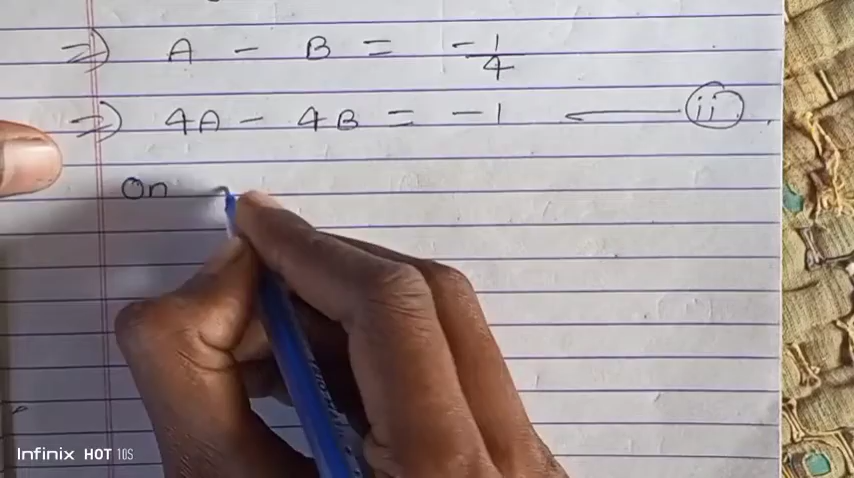 => A - B = -1/4
=> 4A - 4B = -1 ← ii
On
Infinix HOT 10S